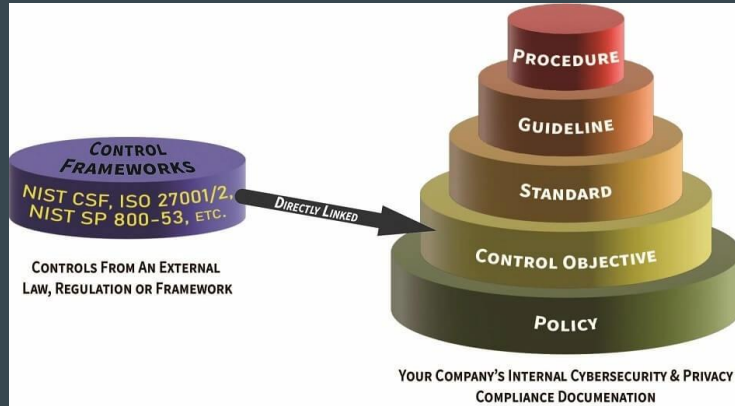 CONTROL
FRAMEWORKS
NIST CSF, ISO 27001/2,
NIST SP 800-53, ETC.
CONTROLS FROM AN EXTERNAL
LAW, REGULATION OR FRAMEWORK
DIRECTLY LINKED
PROCEDURE
GUIDELINE
STANDARD
CONTROL OBJECTIVE
POLICY
YOUR COMPANY'S INTERNAL CYBERSECURITY & PRIVACY
COMPLIANCE DOCUMENATION